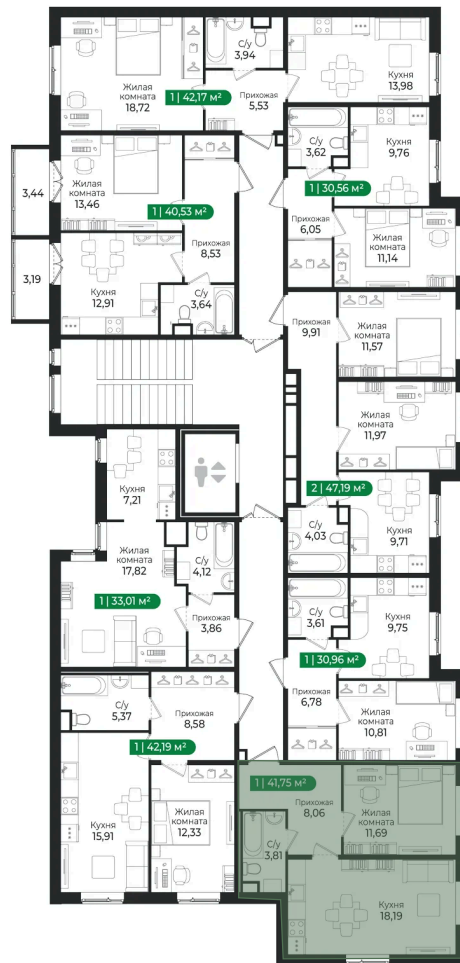 С/у
3,94
Кухня
13,98
Жилая
комната
18,72
1 | 42,17 м²
Прихожая
5,53
С/у
3,62
Кухня
9,76
3,44
Жилая
комната
13,46
1 | 40,53 м²
1 | 30,56 м²
6,05
Прихожая
8,53
11,14
3,19
Кухня
12,91
С/у
3,64
Прихожая
9,91
Жилая
комната
11,57
Жилая
комната
11,97
Кухня
7,21
2 | 47,19 м²
С/у
4,03
Кухня
9,71
Жилая
комната
17,82
С/у
4,12
1 | 33,01 м²
Прихожая
3,86
С/у
3,61
Кухня
9,75
1 | 30,96 м²
6,78
С/у
5,37
Прихожая
8,58
Жилая
комната
10,81
1 | 42,19 м²
1 | 41,75 м²
Прихожая
8,06
Жилая
комната
11,69
Кухня
15,91
Жилая
комната
12,33
С/у
3,81
Кухня
18,19